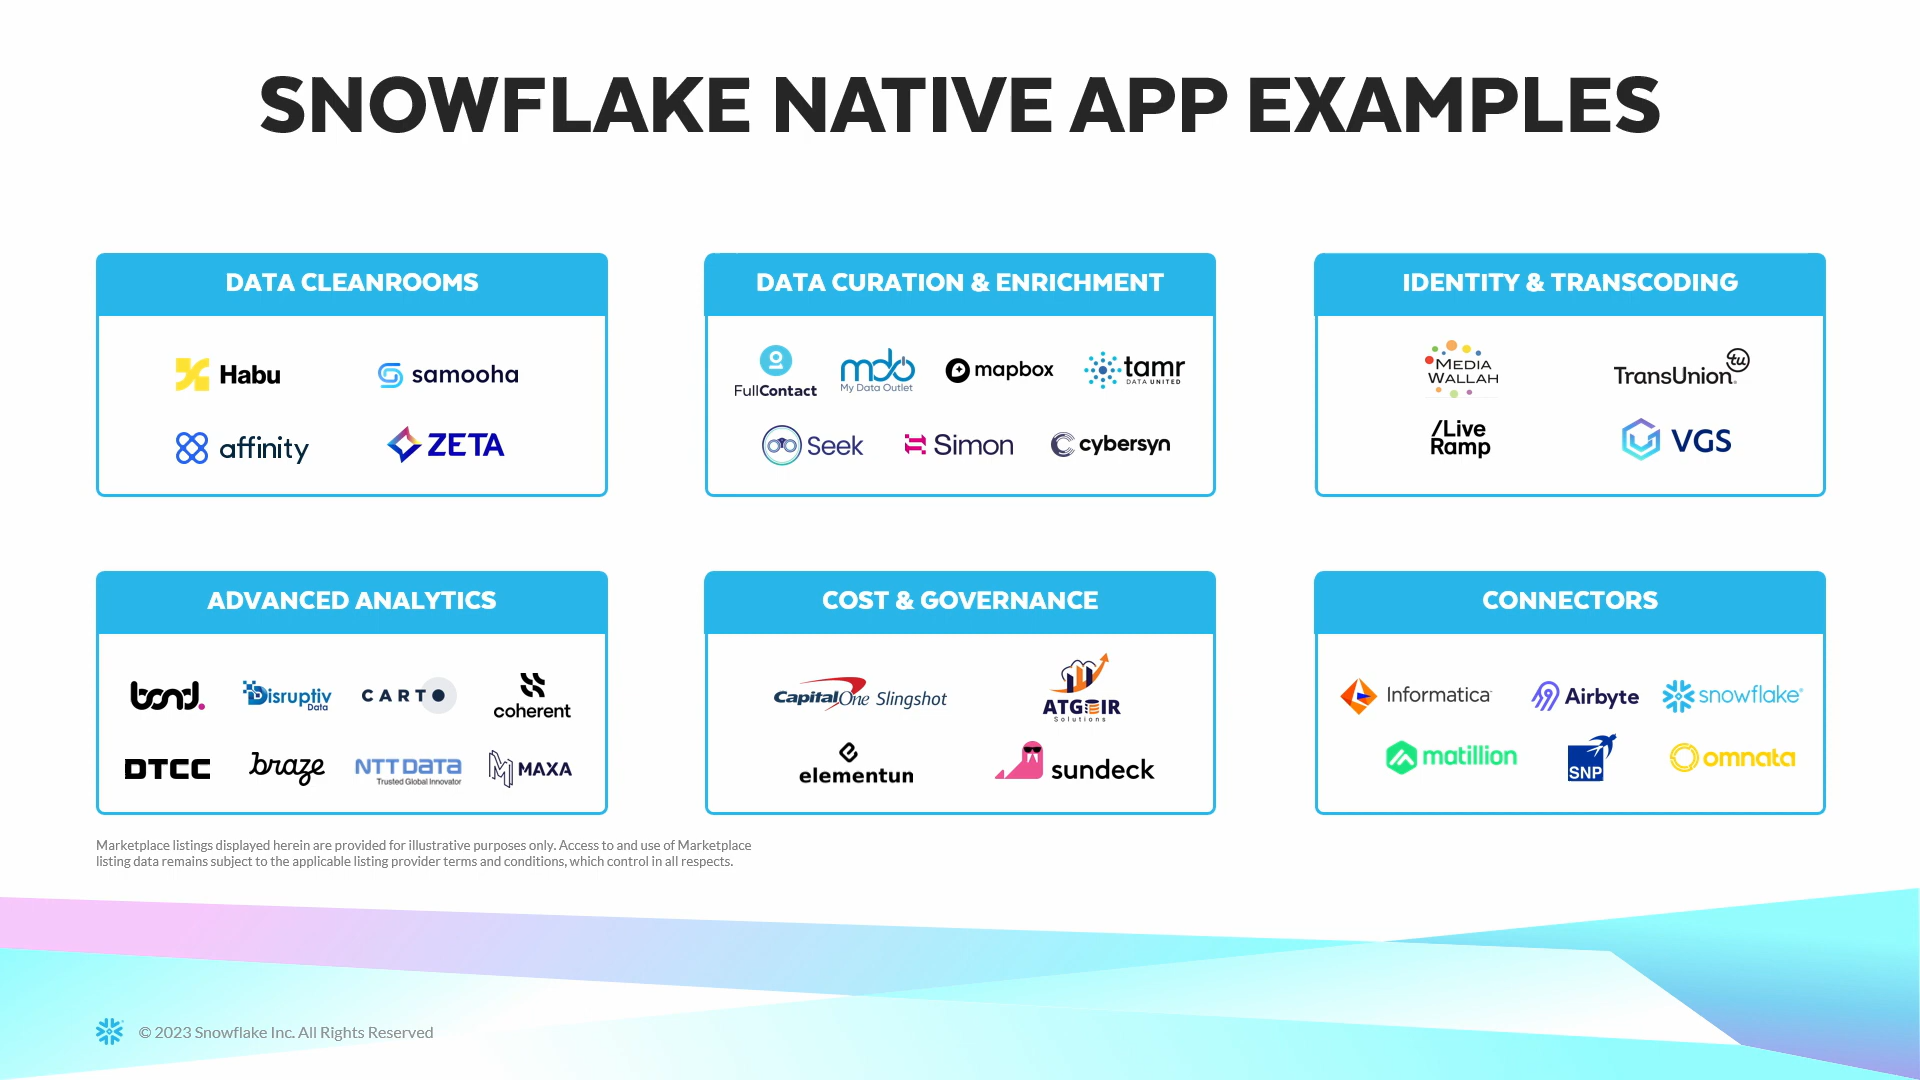 SNOWFLAKE NATIVE APP EXAMPLES
DATA CLEANROOMS
Habu
samooha
affinity
ZETA
DATA CURATION & ENRICHMENT
FullContact
mdo
My Data Outlet
mapbox
tamr
DATA UNITED
Seek
Simon
cybersyn
IDENTITY & TRANSCODING
MEDIA
WALLAH
TransUnion
tu
/Live
Ramp
VGS
ADVANCED ANALYTICS
bond.
Disruptiv
Data
CARTO
coherent
DTCC
braze
NTT DATA
Trusted Global Innovator
MAXA
COST & GOVERNANCE
CapitalOne Slingshot
ATGEIR
Solutions
elementun
sundeck
CONNECTORS
Informatica
Airbyte
snowflake®
matillion
SNP
omnata
Marketplace listings displayed herein are provided for illustrative purposes only. Access to and use of Marketplace
listing data remains subject to the applicable listing provider terms and conditions, which control in all respects.
© 2023 Snowflake Inc. All Rights Reserved